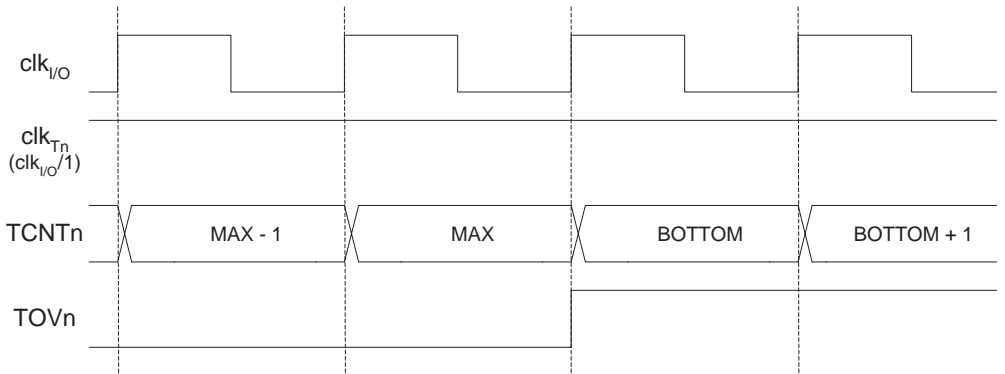 clkI/O
clkTn
(clkI/O/1)
TCNTn MAX - 1 MAX BOTTOM BOTTOM + 1
TOVn